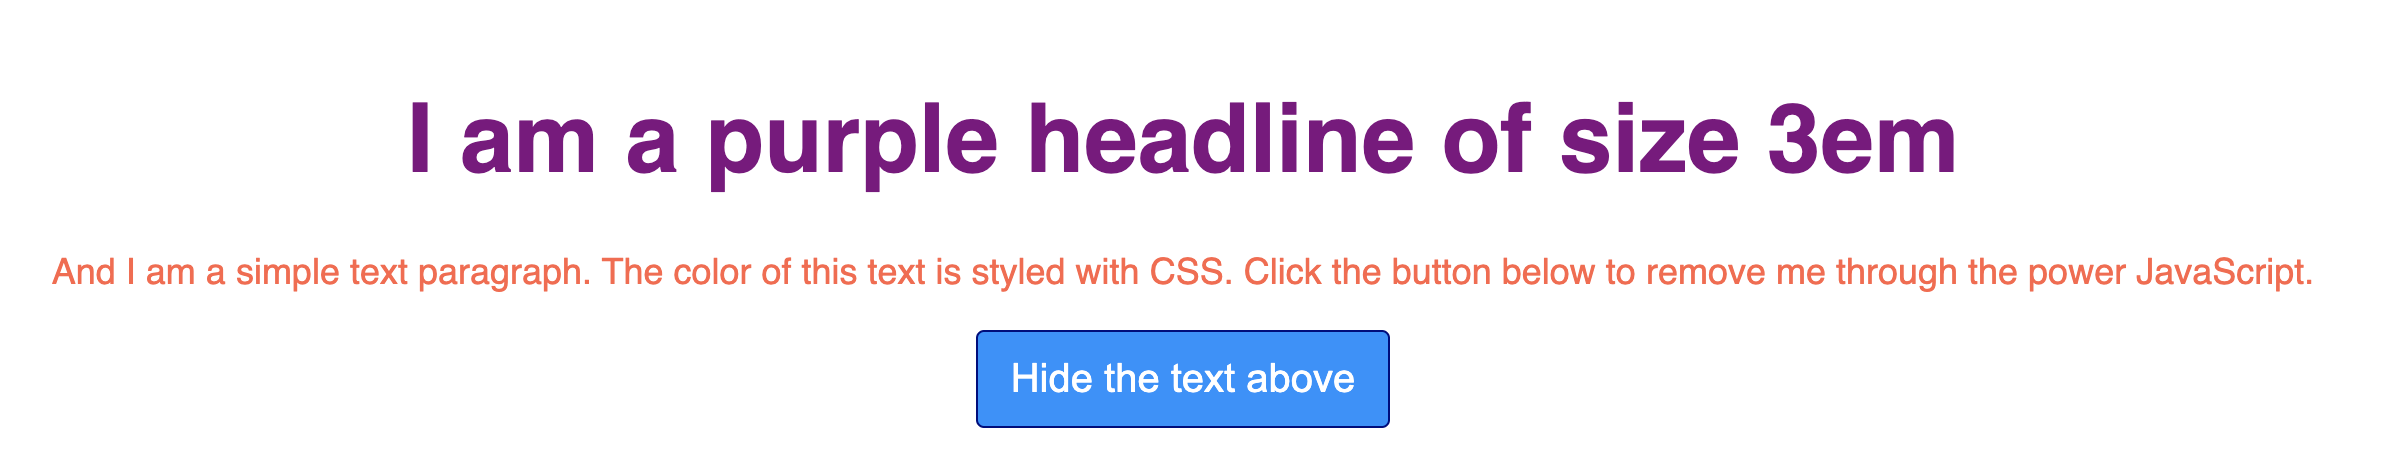 I am a purple headline of size 3em
And I am a simple text paragraph. The color of this text is styled with CSS. Click the button below to remove me through the power JavaScript.
Hide the text above